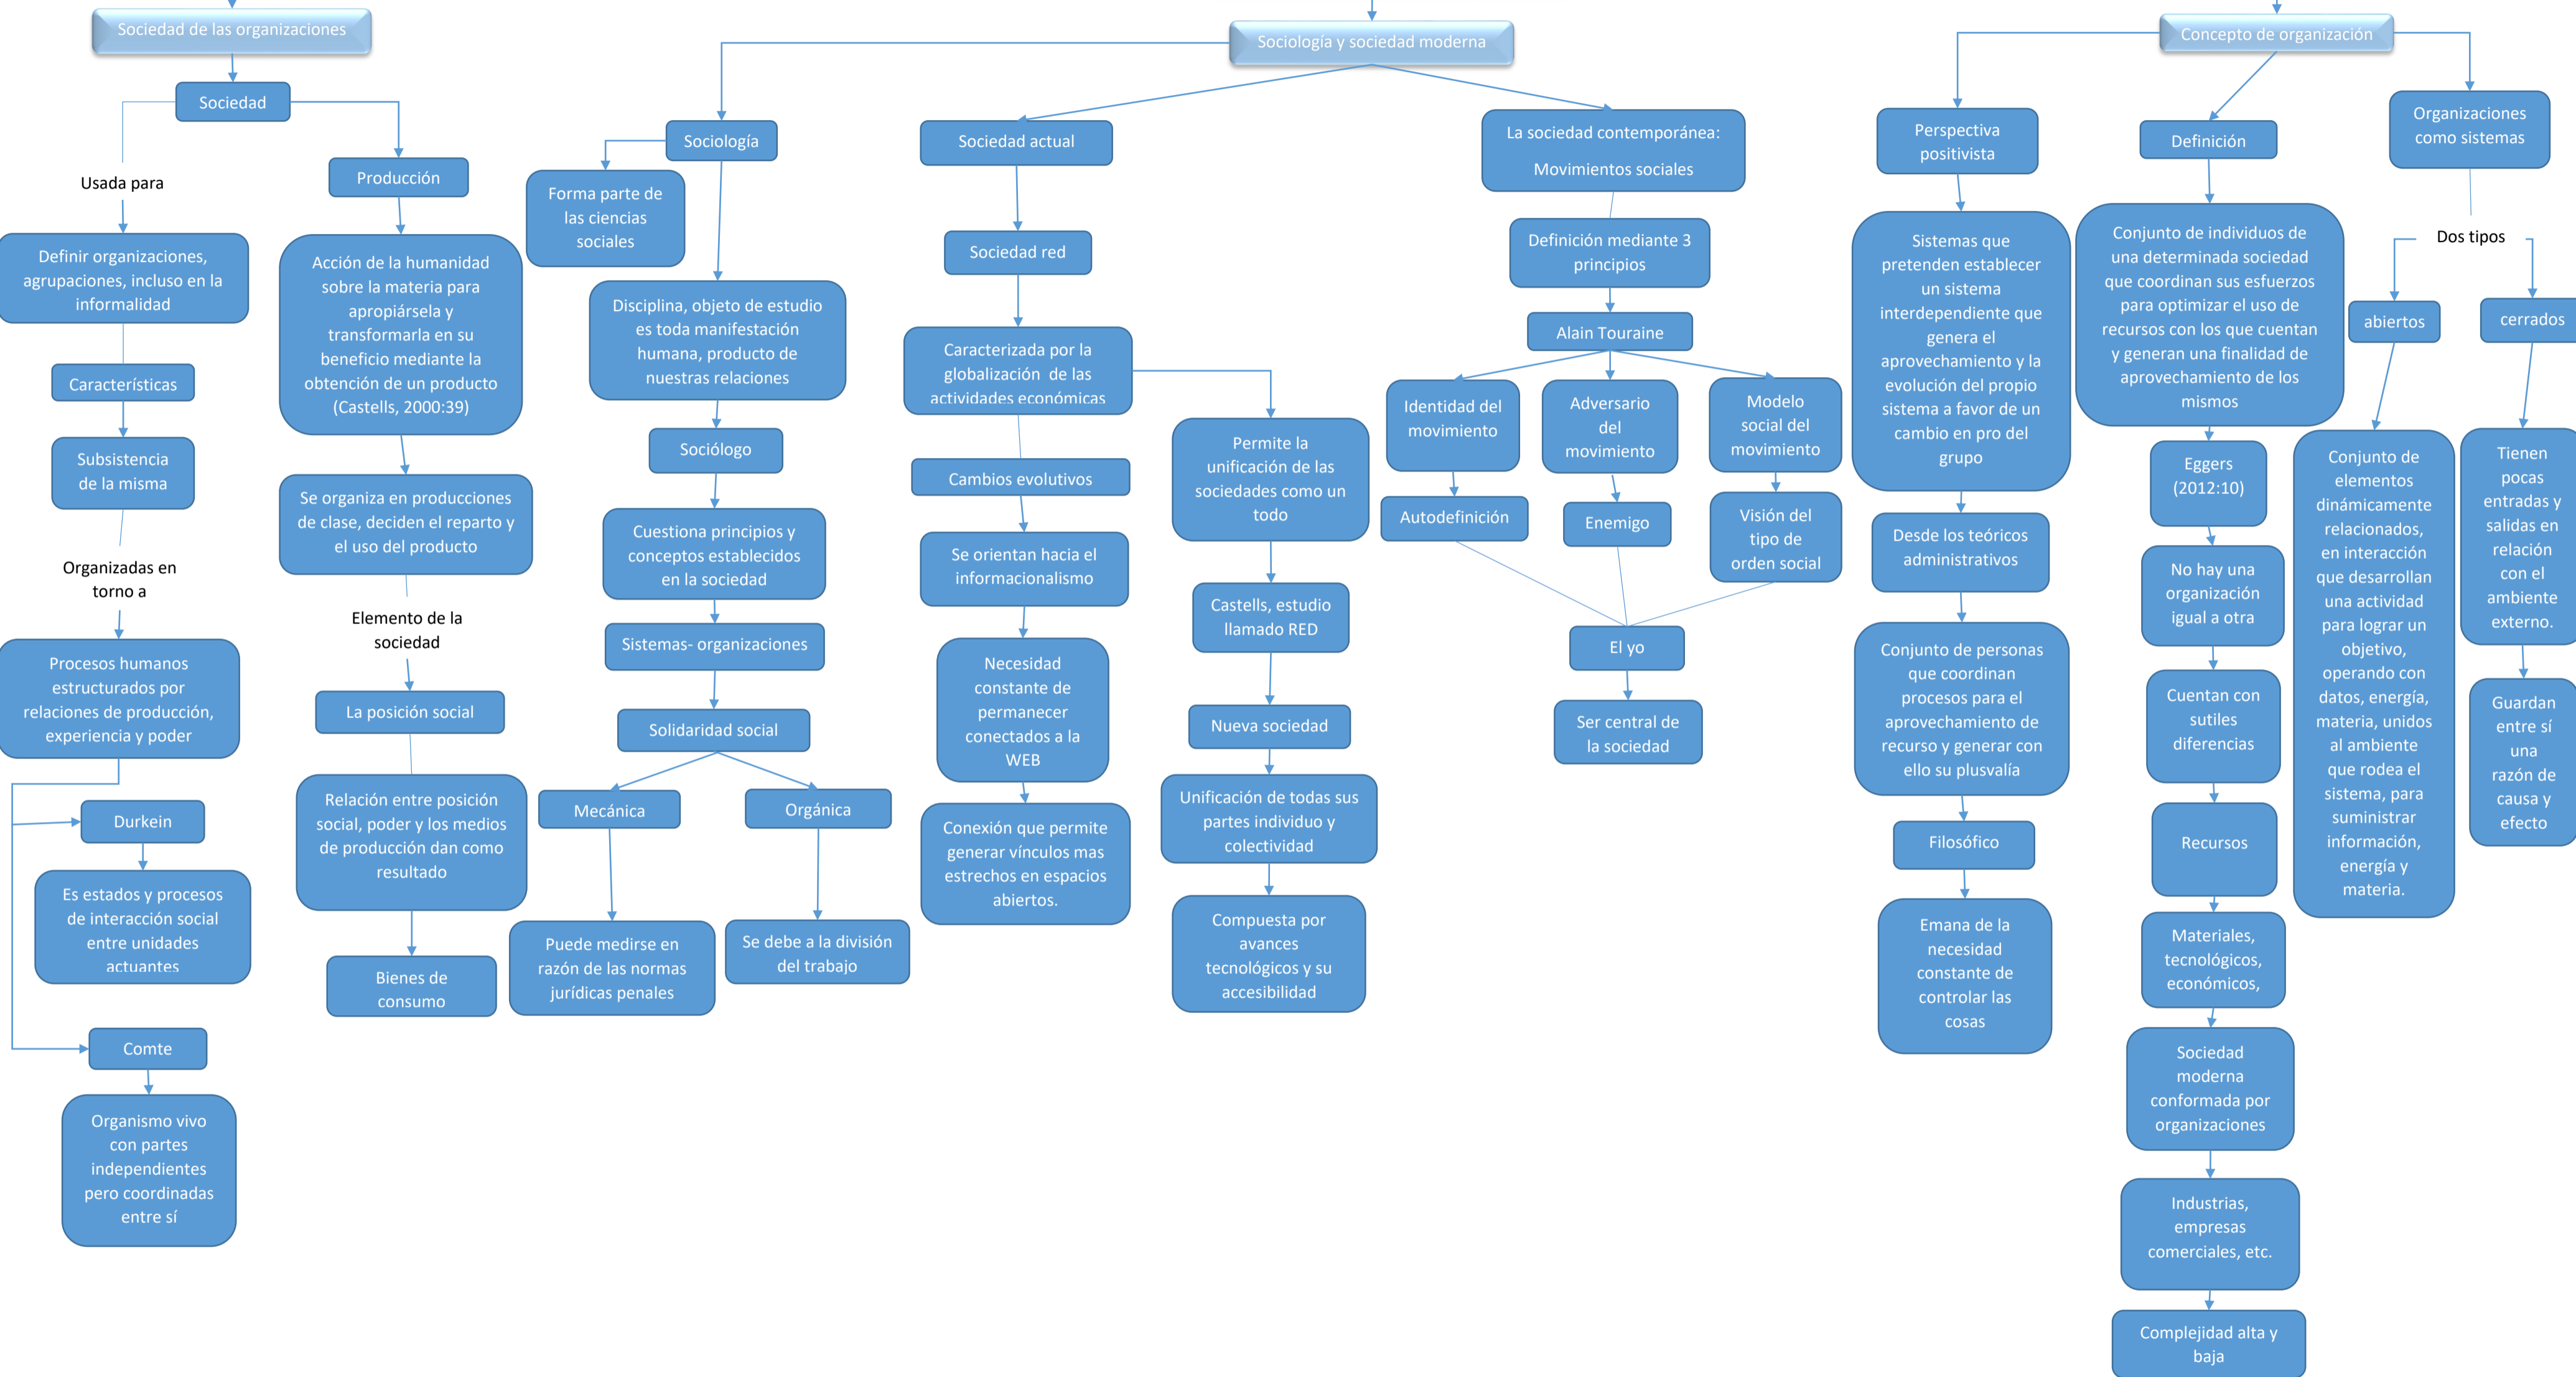 Sociedad de las organizaciones
Sociedad
Usada para
Definir organizaciones,
agrupaciones, incluso en la
informalidad
Características
Subsistencia
de la misma
Organizadas en
torno a
Procesos humanos
estructurados por
relaciones de producción,
experiencia y poder
Durkein
Es estados y procesos
de interacción social
entre unidades
actuantes
Comte
Organismo vivo
con partes
independientes
pero coordinadas
entre sí
Producción
Acción de la humanidad
sobre la materia para
apropiársela y
transformarla en su
beneficio mediante la
obtención de un producto
(Castells, 2000:39)
Se organiza en producciones
de clase, deciden el reparto y
el uso del producto
Elemento de la
sociedad
La posición social
Relación entre posición
social, poder y los medios
de producción dan como
resultado
Bienes de
consumo
Sociología y sociedad moderna
Sociología
Forma parte de
las ciencias
sociales
Disciplina, objeto de estudio
es toda manifestación
humana, producto de
nuestras relaciones
Sociólogo
Cuestiona principios y
conceptos establecidos
en la sociedad
Sistemas- organizaciones
Solidaridad social
Mecánica
Puede medirse en
razón de las normas
jurídicas penales
Orgánica
Se debe a la división
del trabajo
Sociedad actual
Sociedad red
Caracterizada por la
globalización  de las
actividades económicas
Cambios evolutivos
Se orientan hacia el
informacionalismo
Necesidad
constante de
permanecer
conectados a la
WEB
Conexión que permite
generar vínculos mas
estrechos en espacios
abiertos.
Permite la
unificación de las
sociedades como un
todo
Castells, estudio
llamado RED
Nueva sociedad
Unificación de todas sus
partes individuo y
colectividad
Compuesta por
avances
tecnológicos y su
accesibilidad
La sociedad contemporánea:
Movimientos sociales
Definición mediante 3
principios
Alain Touraine
Identidad del
movimiento
Autodefinición
Adversario
del
movimiento
Enemigo
Modelo
social del
movimiento
Visión del
tipo de
orden social
El yo
Ser central de
la sociedad
Concepto de organización
Perspectiva
positivista
Sistemas que
pretenden establecer
un sistema
interdependiente que
genera el
aprovechamiento y la
evolución del propio
sistema a favor de un
cambio en pro del
grupo
Desde los teóricos
administrativos
Conjunto de personas
que coordinan
procesos para el
aprovechamiento de
recurso y generar con
ello su plusvalía
Filosófico
Emana de la
necesidad
constante de
controlar las
cosas
Definición
Conjunto de individuos de
una determinada sociedad
que coordinan sus esfuerzos
para optimizar el uso de
recursos con los que cuentan
y generan una finalidad de
aprovechamiento de los
mismos
Eggers
(2012:10)
No hay una
organización
igual a otra
Cuentan con
sutiles
diferencias
Recursos
Materiales,
tecnológicos,
económicos,
Sociedad
moderna
conformada por
organizaciones
Industrias,
empresas
comerciales, etc.
Complejidad alta y
baja
Organizaciones
como sistemas
Dos tipos
abiertos
Conjunto de
elementos
dinámicamente
relacionados,
en interacción
que desarrollan
una actividad
para lograr un
objetivo,
operando con
datos, energía,
materia, unidos
al ambiente
que rodea el
sistema, para
suministrar
información,
energía y
materia.
cerrados
Tienen
pocas
entradas y
salidas en
relación
con el
ambiente
externo.
Guardan
entre sí
una
razón de
causa y
efecto